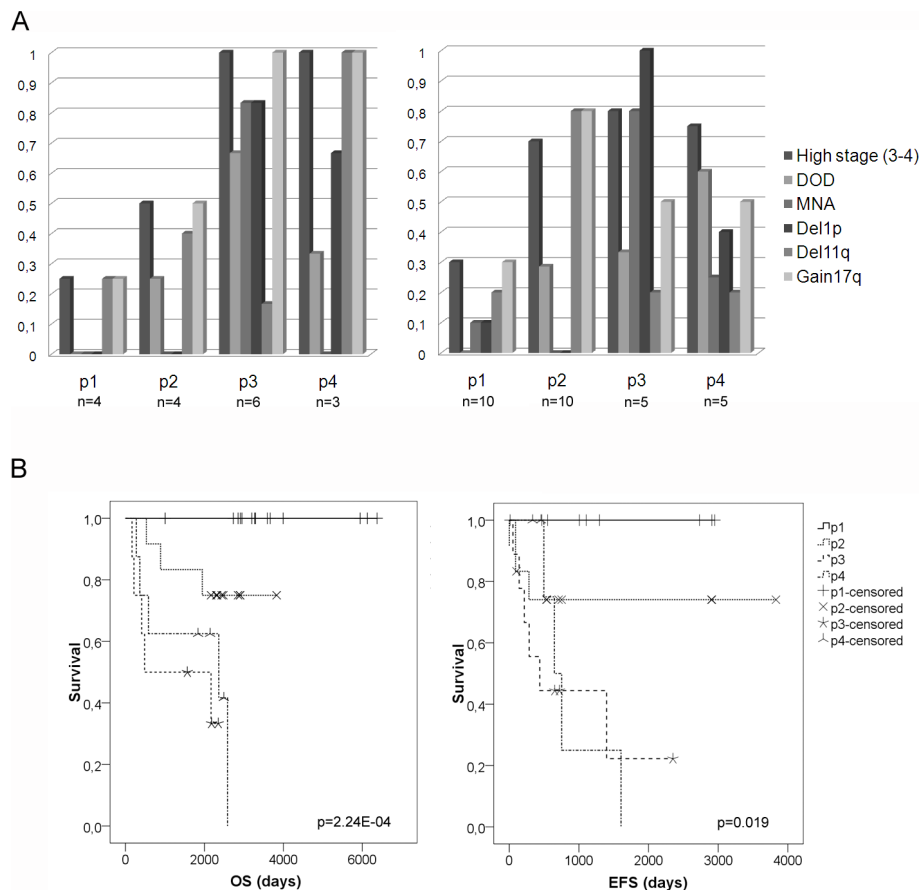 A
1
0,9
0,8
0,7
0,6
0,5
0,4
0,3
0,2
0,1
0
p1 p2 p3 p4
n=4 n=4 n=6 n=3
1
0,9
0,8
0,7
0,6
0,5
0,4
0,3
0,2
0,1
0
p1 p2 p3 p4
n=10 n=10 n=5 n=5
High stage (3-4)
DOD
MNA
Del1p
Del11q
Gain17q
B
Survival
1,0
0,8
0,6
0,4
0,2
0,0
p=2.24E-04
0 2000 4000 6000
OS (days)
Survival
1,0
0,8
0,6
0,4
0,2
0,0
p=0.019
0 1000 2000 3000 4000
EFS (days)
p1
p2
p3
p4
p1-censored
p2-censored
p3-censored
p4-censored